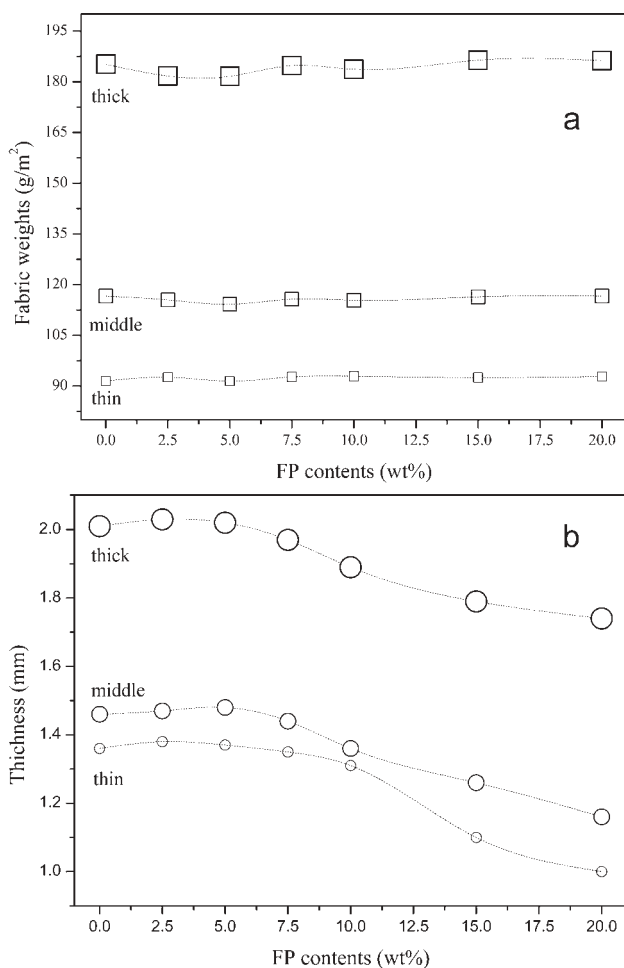 195
180
165
150
135
120
105
90
Fabric weights (g/m²)
thick
a
middle
thin
0.0 2.5 5.0 7.5 10.0 12.5 15.0 17.5 20.0
FP contents (wt%)
2.0
1.8
1.6
1.4
1.2
1.0
Thichness (mm)
b
thick
middle
thin
0.0 2.5 5.0 7.5 10.0 12.5 15.0 17.5 20.0
FP contents (wt%)